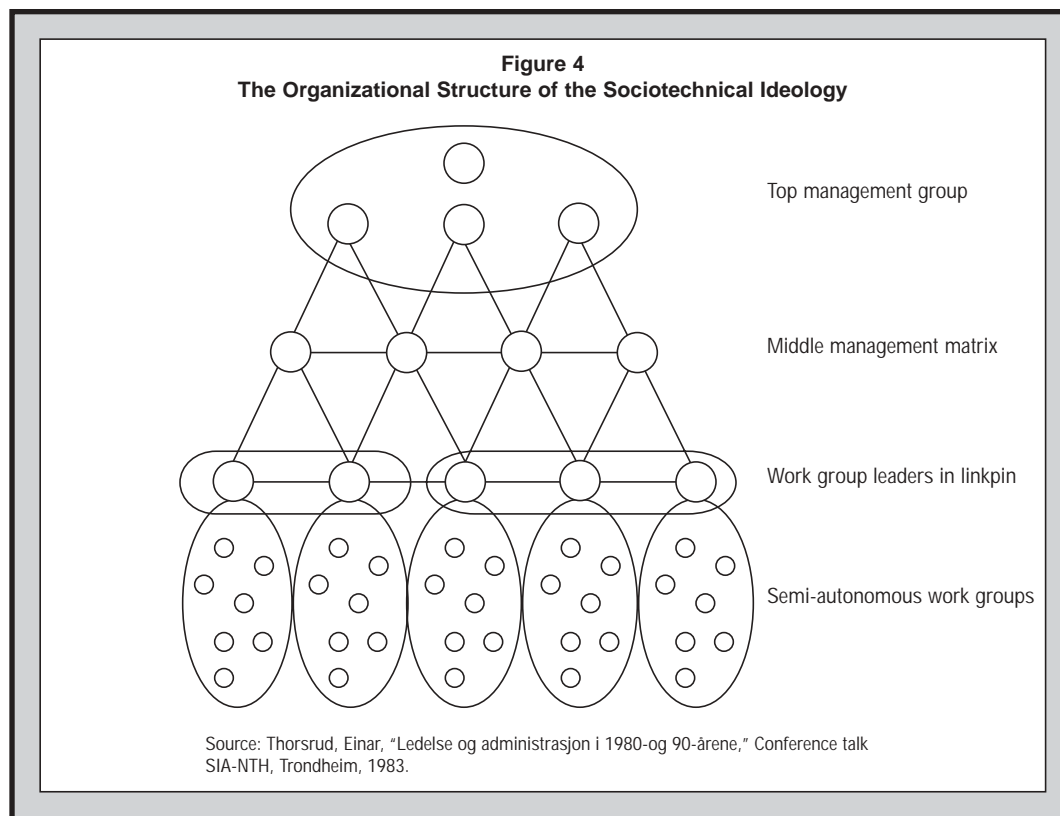 Figure 4
The Organizational Structure of the Sociotechnical Ideology
Top management group
Middle management matrix
Work group leaders in linkpin
Semi-autonomous work groups
Source: Thorsrud, Einar, “Ledelse og administrasjon i 1980-og 90-årene,” Conference talk
SIA-NTH, Trondheim, 1983.